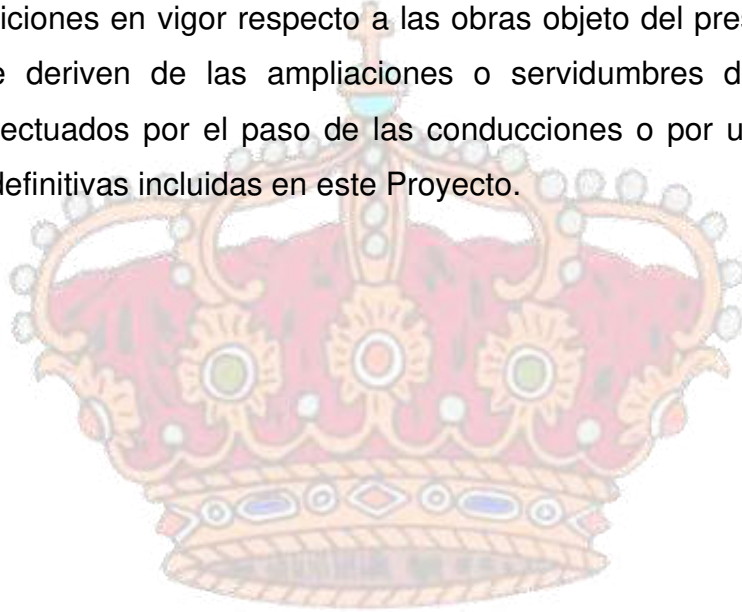 iciones en vigor respecto a las obras objeto del pres
e deriven de las ampliaciones o servidumbres d
ectuados por el paso de las conducciones o por u
definitivas incluidas en este Proyecto.